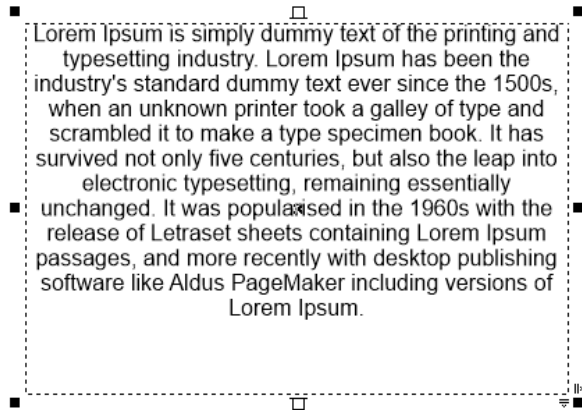 Lorem Ipsum is simply dummy text of the printing and
typesetting industry. Lorem Ipsum has been the
industry's standard dummy text ever since the 1500s,
when an unknown printer took a galley of type and
scrambled it to make a type specimen book. It has
survived not only five centuries, but also the leap into
electronic typesetting, remaining essentially
unchanged. It was popularised in the 1960s with the
release of Letraset sheets containing Lorem Ipsum
passages, and more recently with desktop publishing
software like Aldus PageMaker including versions of
Lorem Ipsum.